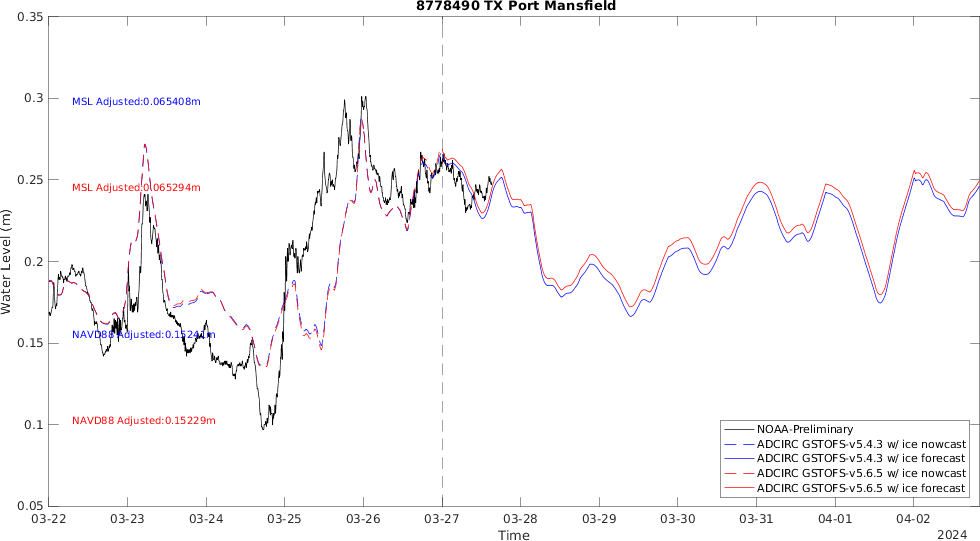 8778490 TX Port Mansfield
0.35
0.3
0.25
0.2
0.15
0.1
0.05
Water Level (m)
MSL Adjusted:0.065408m
MSL Adjusted:0.065294m
NAVD88 Adjusted:
NAVD88 Adjusted:0.15229m
NOAA-Preliminary
ADCIRC GSTOFS-v5.4.3 w/ ice nowcast
ADCIRC GSTOFS-v5.4.3 w/ ice forecast
ADCIRC GSTOFS-v5.6.5 w/ ice nowcast
ADCIRC GSTOFS-v5.6.5 w/ ice forecast
03-22 03-23 03-24 03-25 03-26 03-27 03-28 03-29 03-30 03-31 04-01 04-02
Time
2024